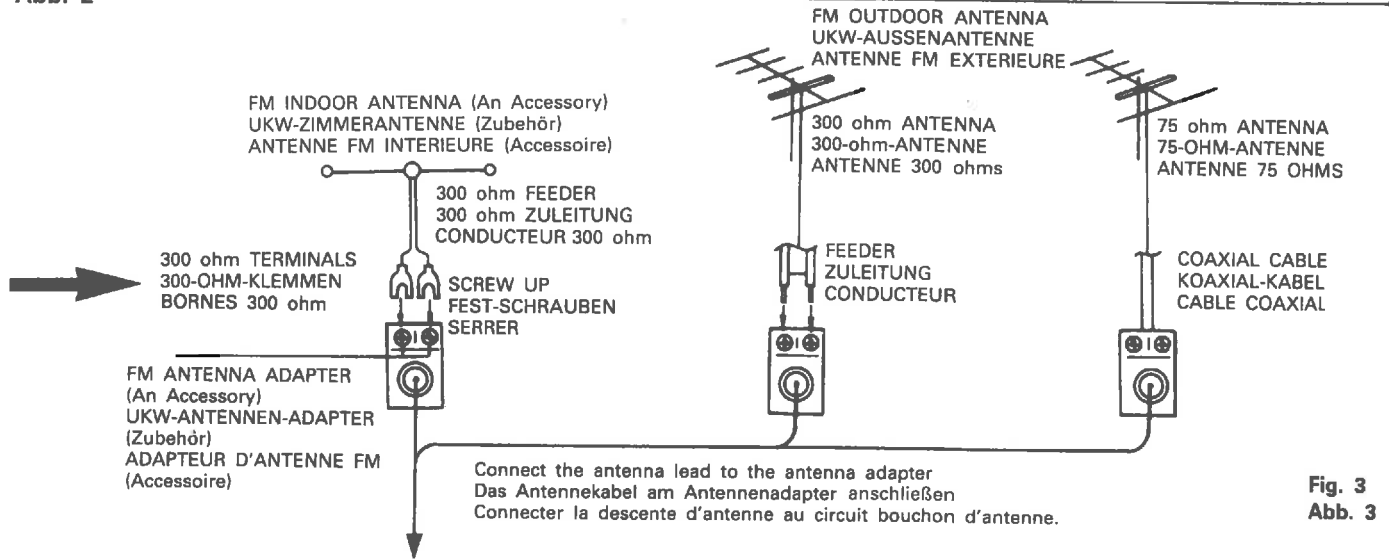 FM OUTDOOR ANTENNA
UKW-AUSSENANTENNE
ANTENNE FM EXTERIEURE
FM INDOOR ANTENNA (An Accessory)
UKW-ZIMMERANTENNE (Zubehör)
ANTENNE FM INTERIEURE (Accessoire)
300 ohm ANTENNA
300-ohm-ANTENNE
ANTENNE 300 ohms
75 ohm ANTENNA
75-OHM-ANTENNE
ANTENNE 75 OHMS
300 ohm FEEDER
300 ohm ZULEITUNG
CONDUCTEUR 300 ohm
300 ohm TERMINALS
300-OHM-KLEMMEN
BORNES 300 ohm
SCREW UP
FEST-SCHRAUBEN
SERRER
FEEDER
ZULEITUNG
CONDUCTEUR
COAXIAL CABLE
KOAXIAL-KABEL
CABLE COAXIAL
FM ANTENNA ADAPTER
(An Accessory)
UKW-ANTENNEN-ADAPTER
(Zubehör)
ADAPTEUR D'ANTENNE FM
(Accessoire)
Connect the antenna lead to the antenna adapter
Das Antennekabel am Antennenadapter anschließen
Connecter la descente d'antenne au circuit bouchon d'antenne.
Fig. 3
Abb. 3